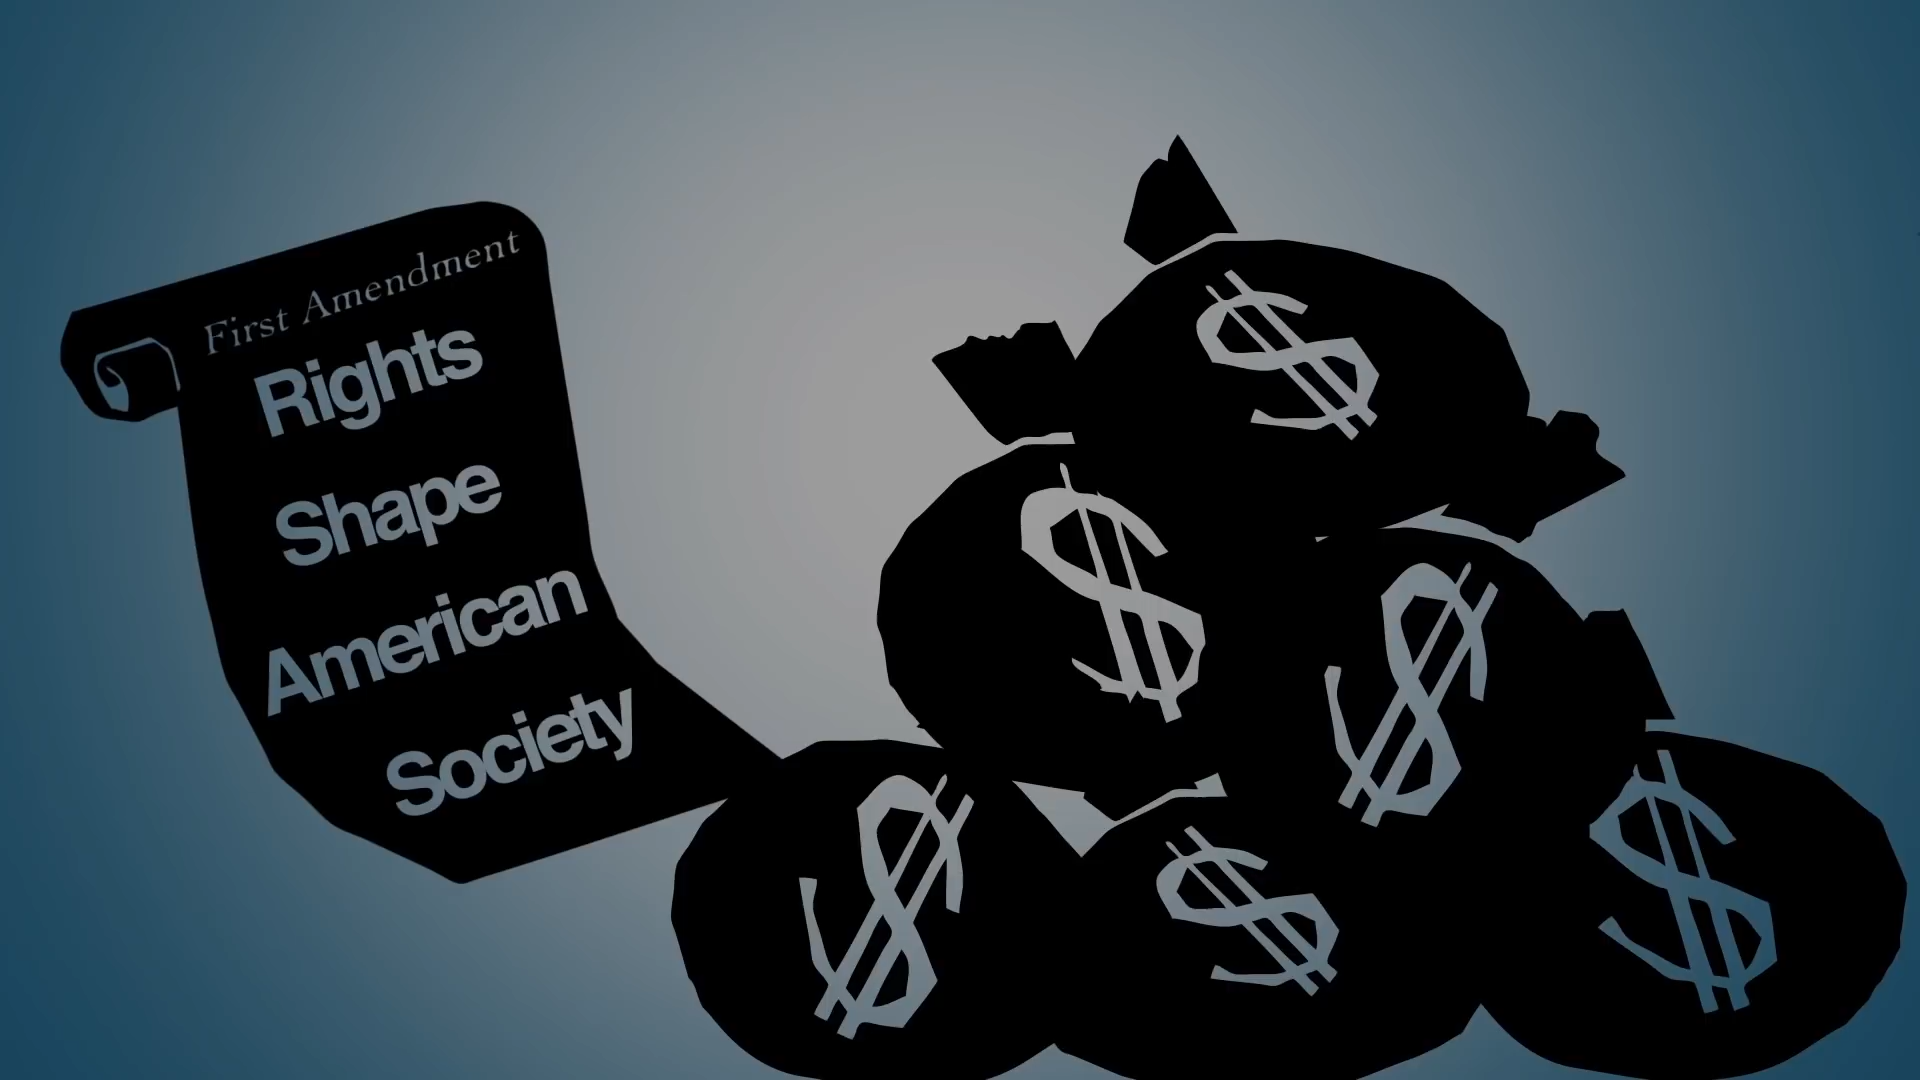 First Amendment
Rights
Shape
American
Society
$
$
$
$
$
$